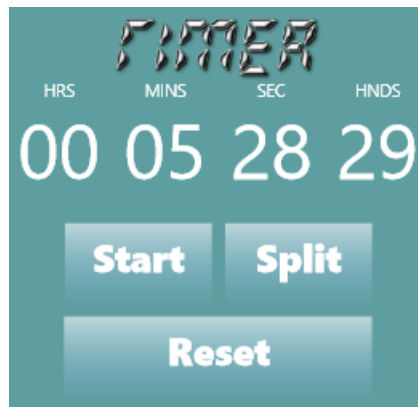 TIMER
HRS MINS SEC HNDS
00 05 28 29
Start Split
Reset